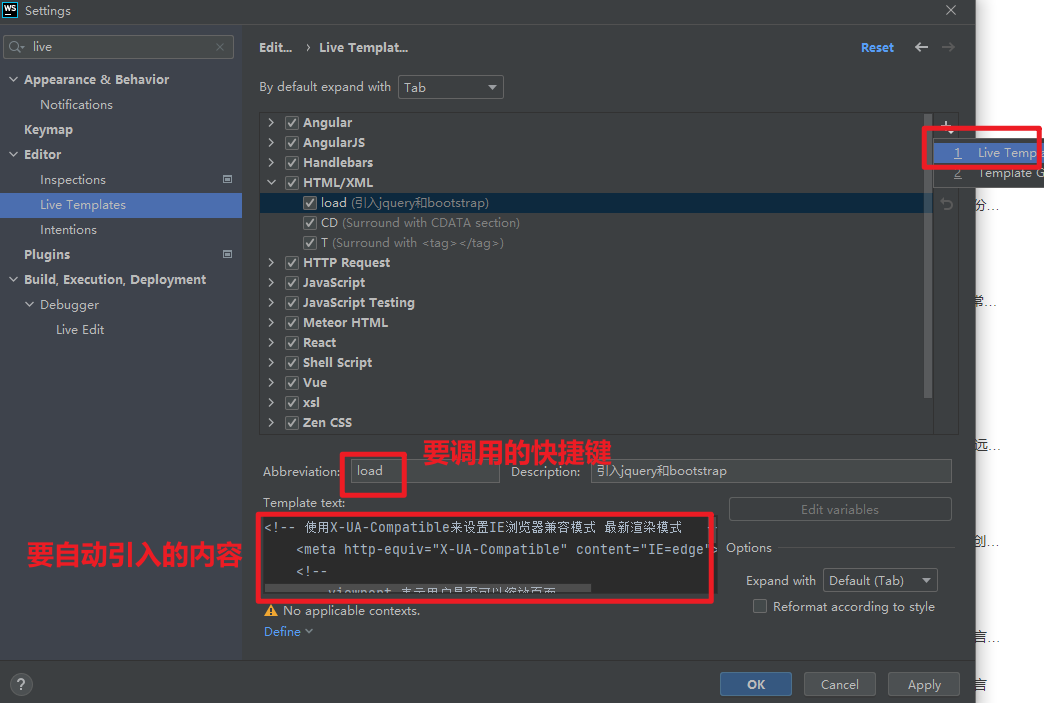 WS Settings
live
Appearance & Behavior
Notifications
Keymap
Editor
Inspections
Live Templates
Intentions
Plugins
Build, Execution, Deployment
Debugger
Live Edit
Edit... › Live Templat...
Reset
By default expand with Tab
Angular
AngularJS
Handlebars
HTML/XML
load (引入jquery和bootstrap)
CD (Surround with CDATA section)
T (Surround with <tag></tag>)
HTTP Request
JavaScript
JavaScript Testing
Meteor HTML
React
Shell Script
Vue
xsl
Zen CSS
1 Live Templa
2 Template G
份...
常...
远...
创...
言...
言
要调用的快捷键
Abbreviation: load Description: 引入jquery和bootstrap
Template text:
Edit variables
<!-- 使用X-UA-Compatible来设置IE浏览器兼容模式 最新渲染模式
<meta http-equiv="X-UA-Compatible" content="IE=edge">
<!--
viewport 表示用户是否可以缩放页面
要自动引入的内容
Options
Expand with Default (Tab)
Reformat according to style
No applicable contexts.
Define
?
OK Cancel Apply